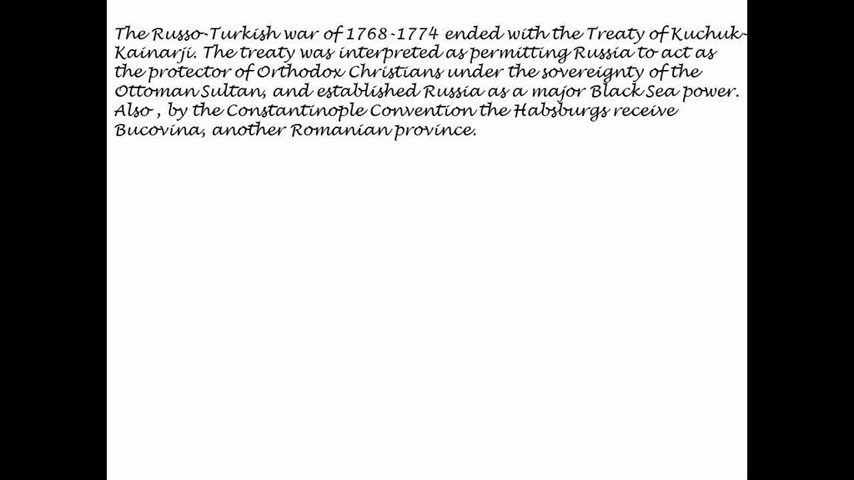 The Russo-Turkish war of 1768-1774 ended with the Treaty of Kuchuk-
Kainarji. The treaty was interpreted as permitting Russia to act as
the protector of Orthodox Christians under the sovereignty of the
Ottoman Sultan, and established Russia as a major Black Sea power.
Also , by the Constantinople Convention the Habsburgs receive
Bucovina, another Romanian province.